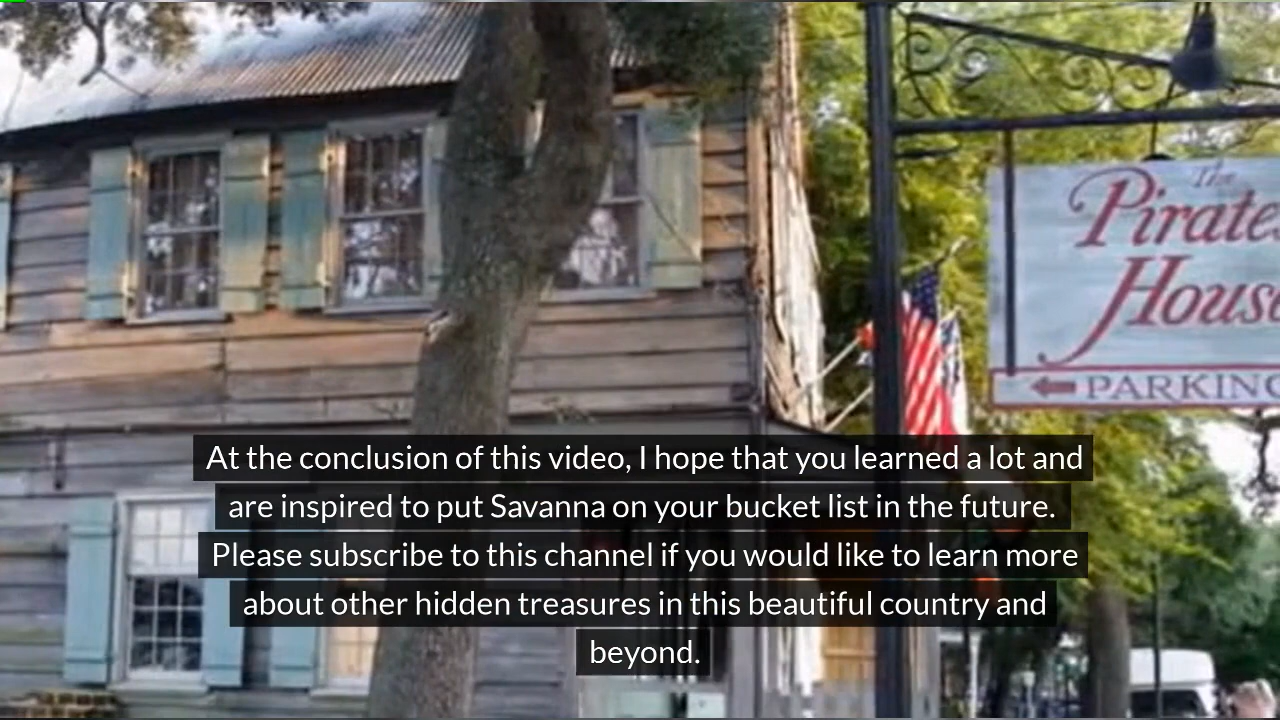 The
Pirate
House
PARKING
At the conclusion of this video, I hope that you learned a lot and
are inspired to put Savanna on your bucket list in the future.
Please subscribe to this channel if you would like to learn more
about other hidden treasures in this beautiful country and
beyond.